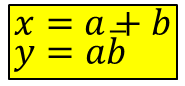 x = a + b
y = ab̄